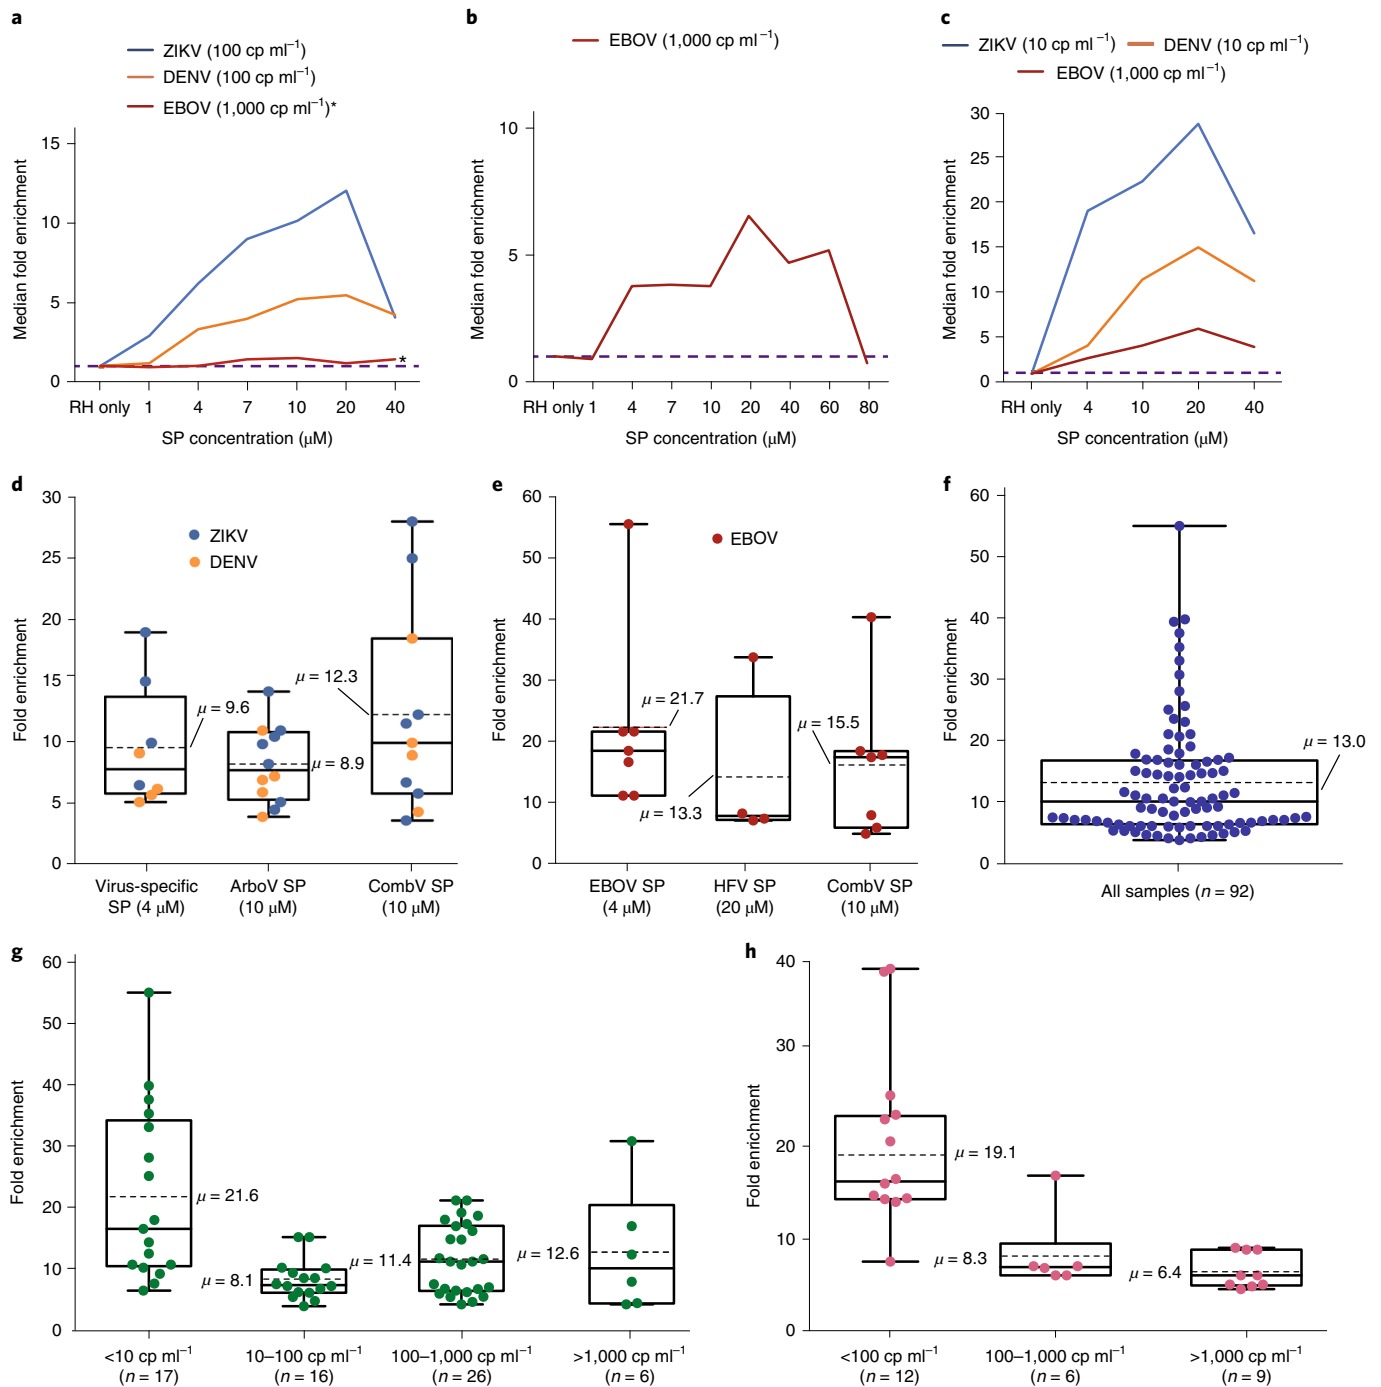 a
ZIKV (100 cp ml⁻¹)
DENV (100 cp ml⁻¹)
EBOV (1,000 cp ml⁻¹)*
Median fold enrichment
15
10
5
0
*
RH only 1 4 7 10 20 40
SP concentration (μM)
b
EBOV (1,000 cp ml⁻¹)
Median fold enrichment
10
5
0
RH only 1 4 7 10 20 40 60 80
SP concentration (μM)
c
ZIKV (10 cp ml⁻¹) DENV (10 cp ml⁻¹)
EBOV (1,000 cp ml⁻¹)
Median fold enrichment
30
25
20
15
10
5
0
RH only 4 10 20 40
SP concentration (μM)
d
Fold enrichment
30
25
20
15
10
5
0
ZIKV
DENV
μ = 9.6
μ = 8.9
μ = 12.3
Virus-specific
SP (4 μM)
ArboV SP
(10 μM)
CombV SP
(10 μM)
e
Fold enrichment
60
50
40
30
20
10
0
EBOV
μ = 21.7
μ = 13.3
μ = 15.5
EBOV SP
(4 μM)
HFV SP
(20 μM)
CombV SP
(10 μM)
f
Fold enrichment
60
50
40
30
20
10
0
μ = 13.0
All samples (n = 92)
g
Fold enrichment
60
50
40
30
20
10
0
μ = 21.6
μ = 8.1
μ = 11.4
μ = 12.6
<10 cp ml⁻¹
(n = 17)
10–100 cp ml⁻¹
(n = 16)
100–1,000 cp ml⁻¹
(n = 26)
>1,000 cp ml⁻¹
(n = 6)
h
Fold enrichment
40
30
20
10
0
μ = 19.1
μ = 8.3
μ = 6.4
<100 cp ml⁻¹
(n = 12)
100–1,000 cp ml⁻¹
(n = 6)
>1,000 cp ml⁻¹
(n = 9)